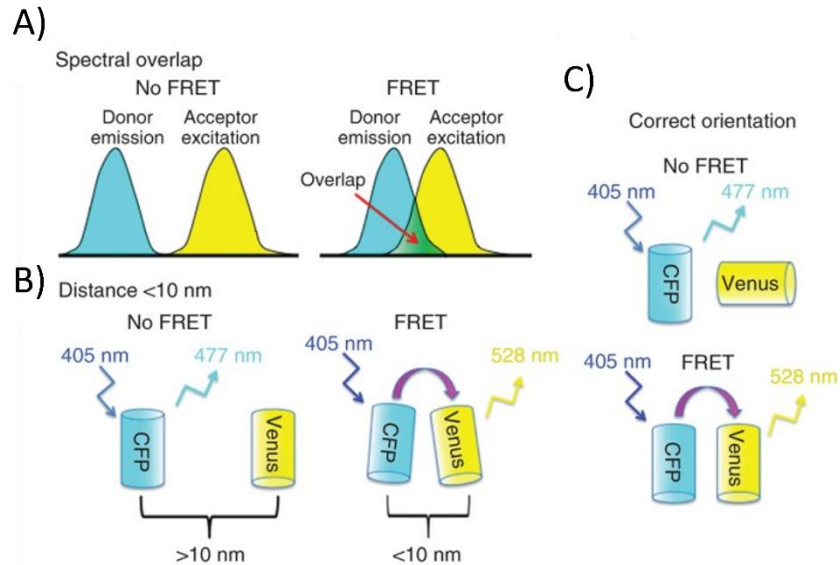 A)
Spectral overlap
No FRET
Donor
emission
Acceptor
excitation
FRET
Donor
emission
Acceptor
excitation
Overlap
B)
Distance <10 nm
No FRET
405 nm
477 nm
CFP
Venus
>10 nm
FRET
405 nm
528 nm
CFP
Venus
<10 nm
C)
Correct orientation
No FRET
405 nm
477 nm
CFP
Venus
FRET
405 nm
528 nm
CFP
Venus